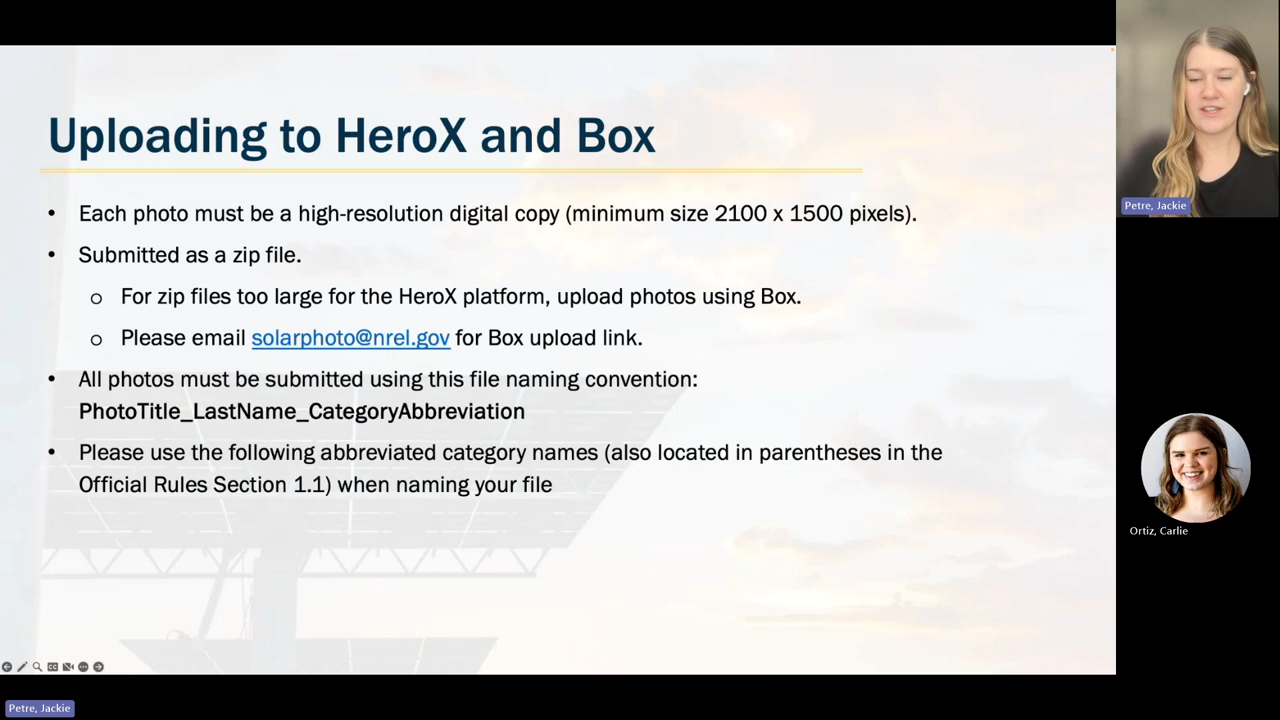 Uploading to HeroX and Box
• Each photo must be a high-resolution digital copy (minimum size 2100 x 1500 pixels).
• Submitted as a zip file.
o For zip files too large for the HeroX platform, upload photos using Box.
o Please email solarphoto@nrel.gov for Box upload link.
• All photos must be submitted using this file naming convention:
PhotoTitle_LastName_CategoryAbbreviation
• Please use the following abbreviated category names (also located in parentheses in the
Official Rules Section 1.1) when naming your file
Petre, Jackie
Ortiz, Carlie
Petre, Jackie